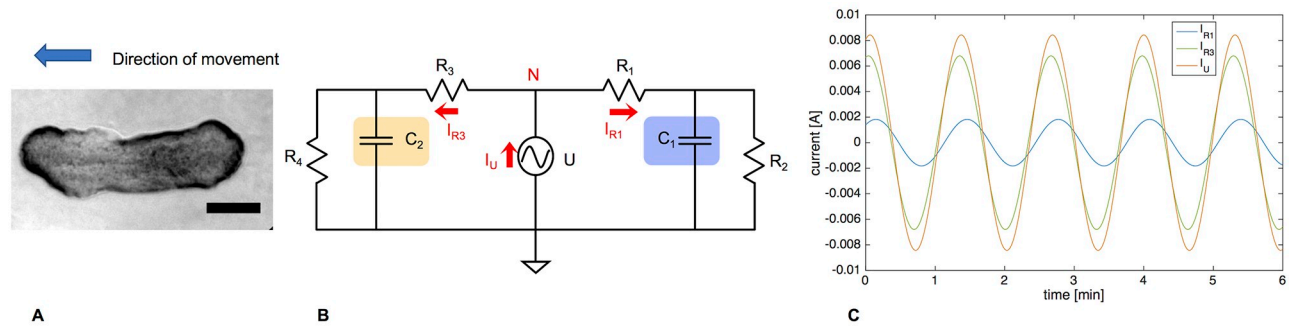 Direction of movement
A
R3
N
R1
IR3
IR1
C2
C1
R4
IU
U
R2
B
0.01
0.008
0.006
0.004
0.002
0
-0.002
-0.004
-0.006
-0.008
-0.01
current [A]
IR1
IR3
IU
0 1 2 3 4 5 6
time [min]
C